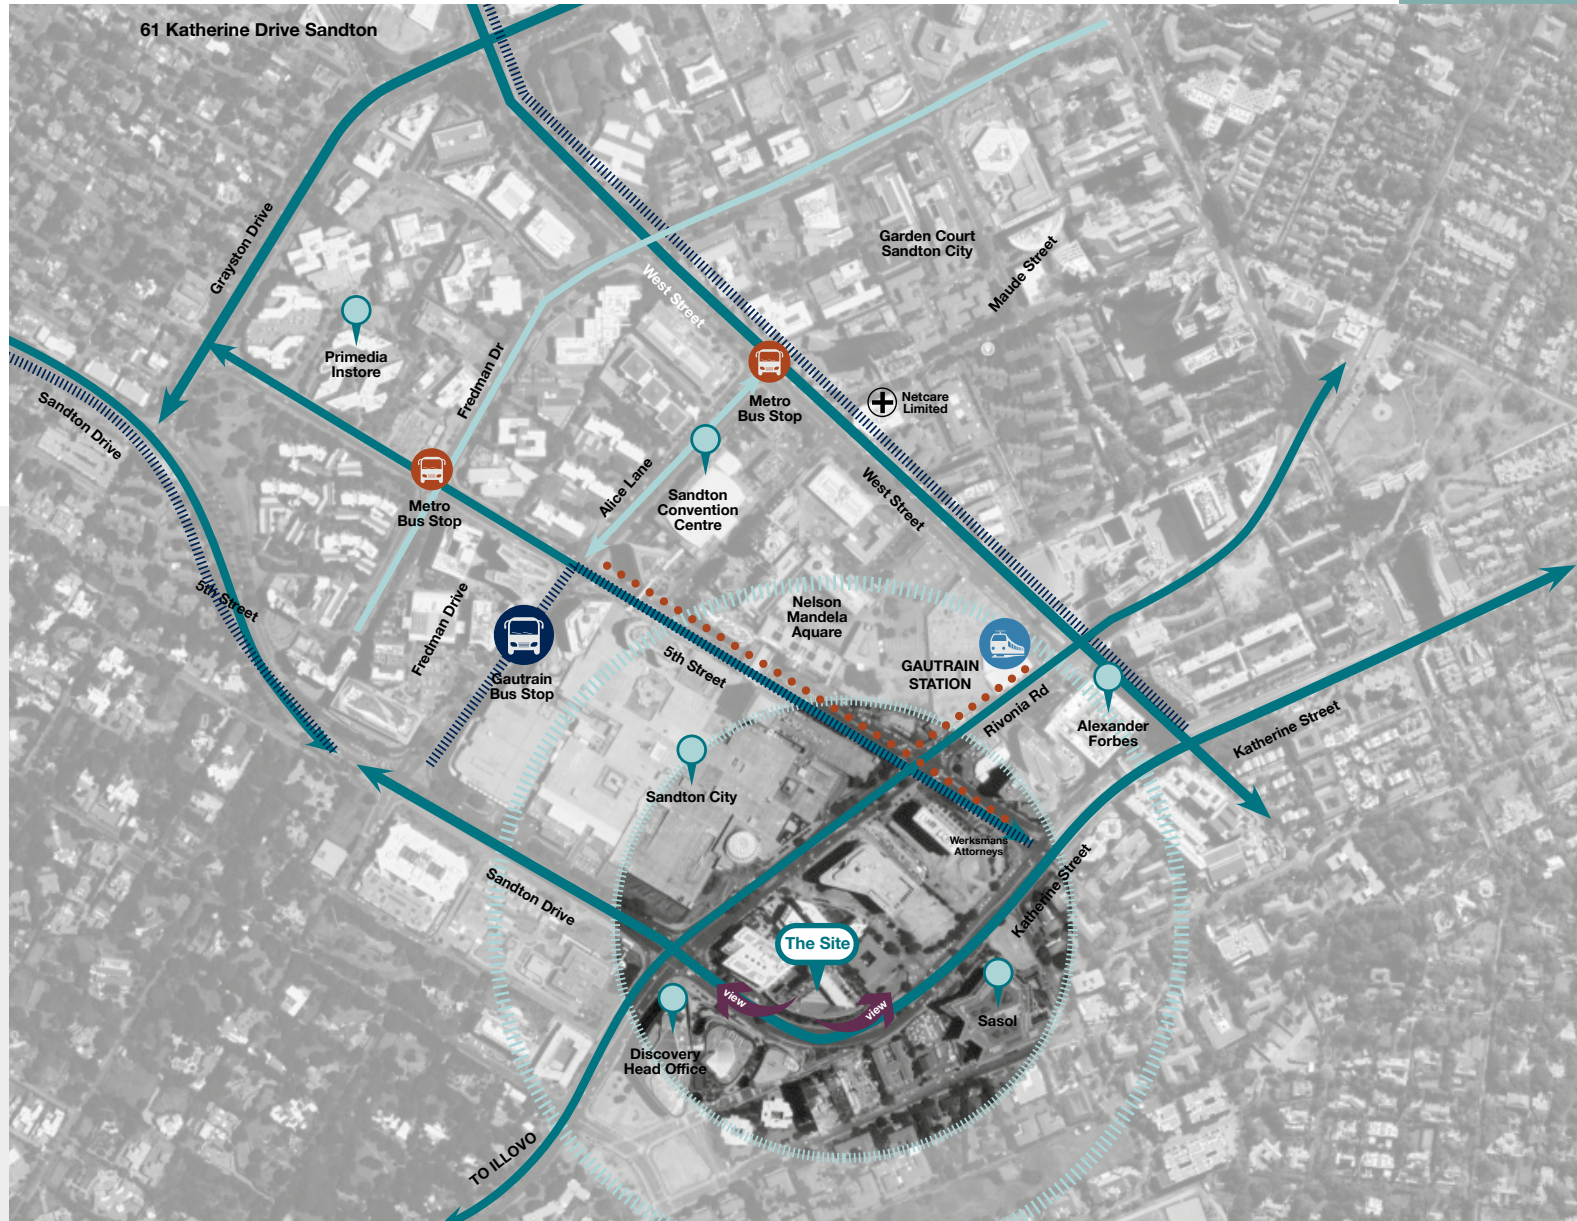 61 Katherine Drive Sandton
Grayston Drive
Garden Court
Sandton City
Maude Street
West Street
Primedia
Instore
Fredman Dr
Metro
Bus Stop
Netcare
Limited
Sandton Drive
Alice Lane
Sandton
Convention
Centre
West Street
Metro
Bus Stop
5th Street
Fredman Drive
Nelson
Mandela
Aquare
5th Street
GAUTRAIN
STATION
Gautrain
Bus Stop
Rivonia Rd
Alexander
Forbes
Katherine Street
Sandton City
Werksmans
Attorneys
Sandton Drive
Katherine Street
The Site
view
view
Sasol
Discovery
Head Office
TO ILLOVO